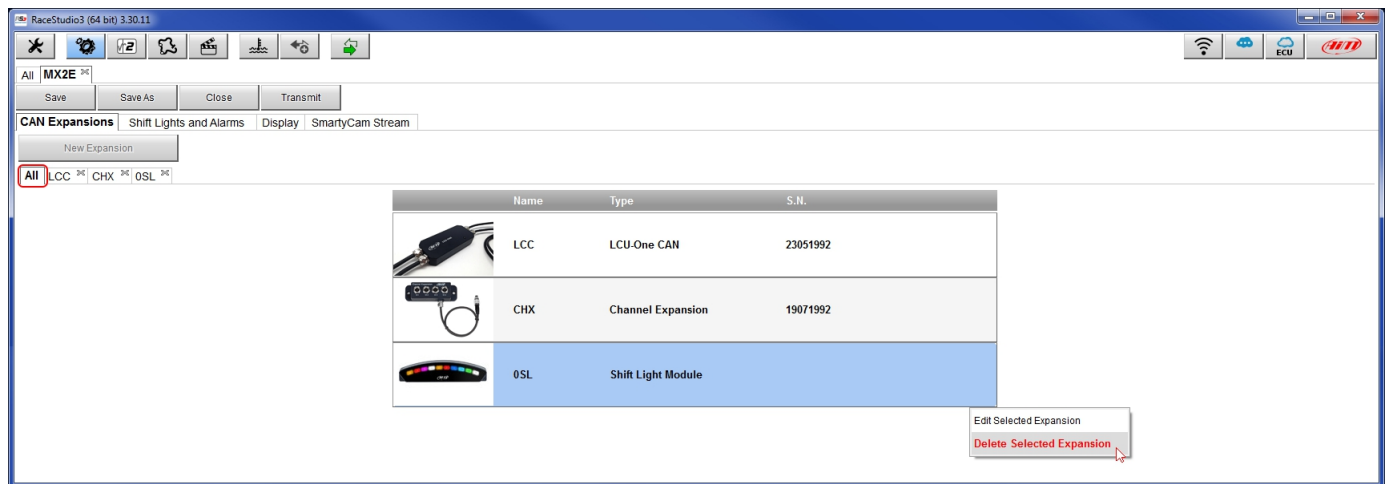 RaceStudio3 (64 bit) 3.30.11
ECU
All MX2E
Save Save As Close Transmit
CAN Expansions Shift Lights and Alarms Display SmartyCam Stream
New Expansion
All LCC CHX 0SL
Name Type S.N.
LCC LCU-One CAN 23051992
CHX Channel Expansion 19071992
0SL Shift Light Module
Edit Selected Expansion
Delete Selected Expansion